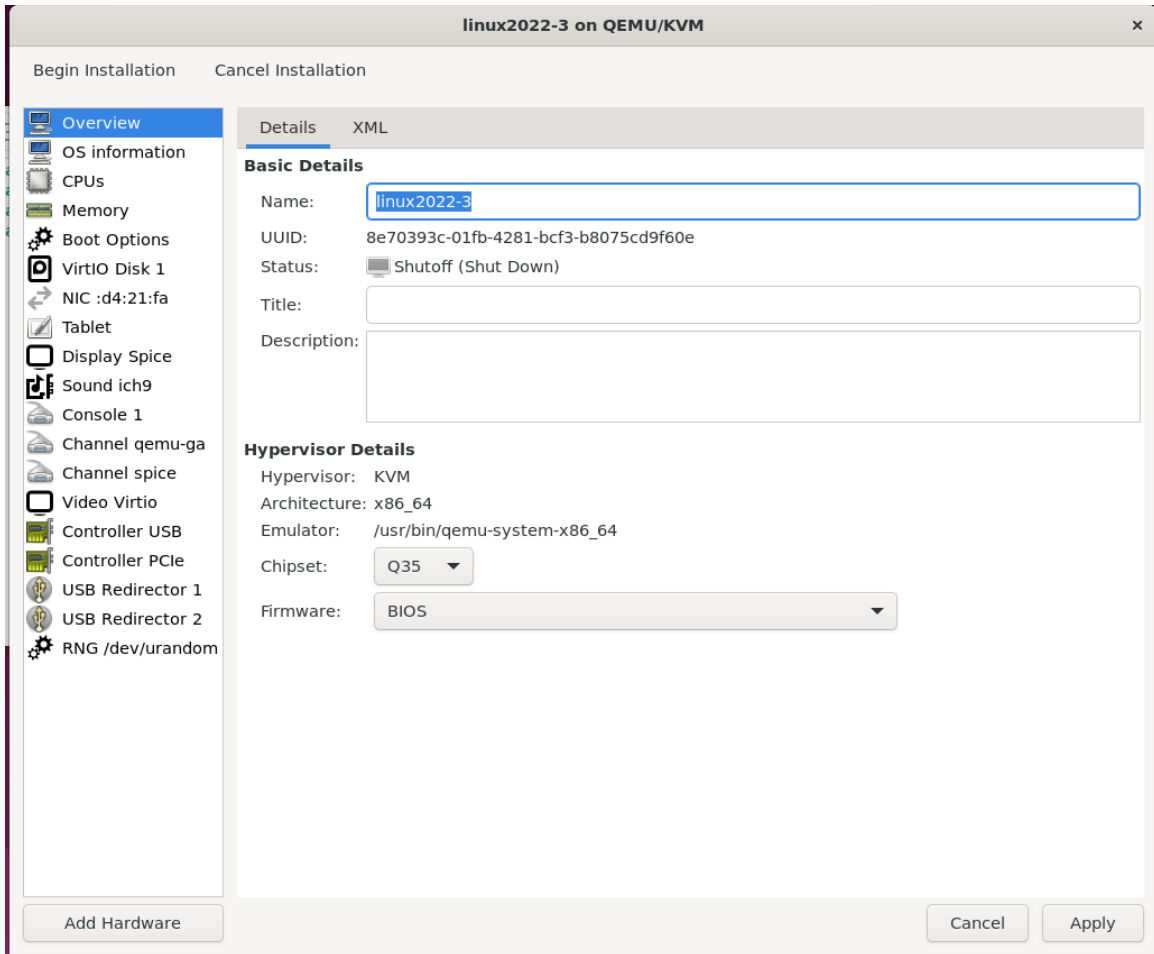 linux2022-3 on QEMU/KVM
Begin Installation Cancel Installation
Overview
OS information
CPUs
Memory
Boot Options
VirtIO Disk 1
NIC :d4:21:fa
Tablet
Display Spice
Sound ich9
Console 1
Channel qemu-ga
Channel spice
Video Virtio
Controller USB
Controller PCIe
USB Redirector 1
USB Redirector 2
RNG /dev/urandom
Add Hardware
Details XML
Basic Details
Name: linux2022-3
UUID: 8e70393c-01fb-4281-bcf3-b8075cd9f60e
Status: Shutoff (Shut Down)
Title:
Description:
Hypervisor Details
Hypervisor: KVM
Architecture: x86_64
Emulator: /usr/bin/qemu-system-x86_64
Chipset: Q35
Firmware: BIOS
Cancel Apply